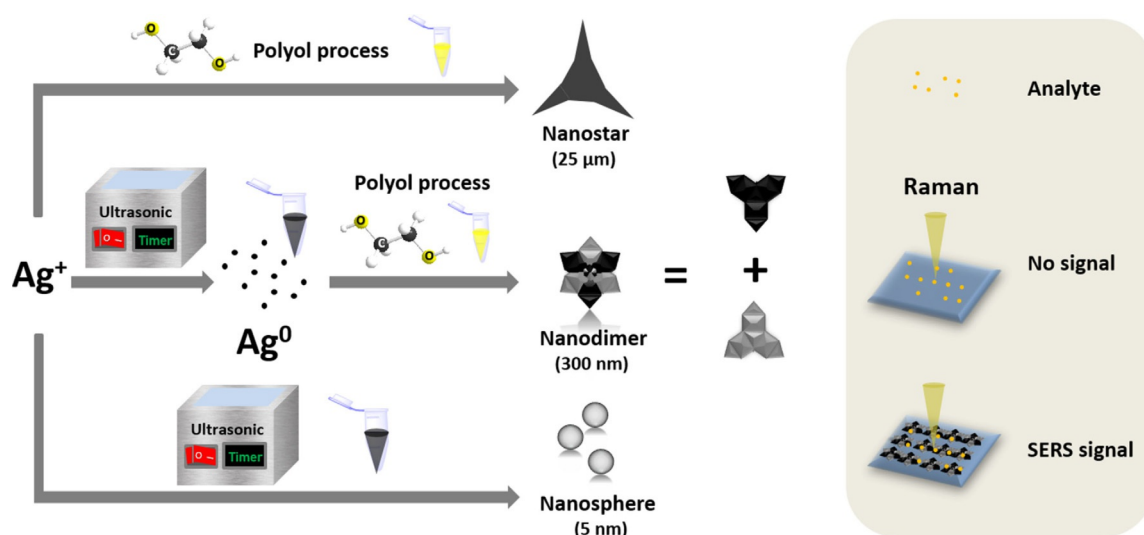 O
C
O
Polyol process
Nanostar
(25 µm)
Ultrasonic
O
Timer
Ag⁺
Ag⁰
Polyol process
O
C
O
Nanodimer
(300 nm)
=
+
Ultrasonic
O
Timer
Nanosphere
(5 nm)
Analyte
Raman
No signal
SERS signal